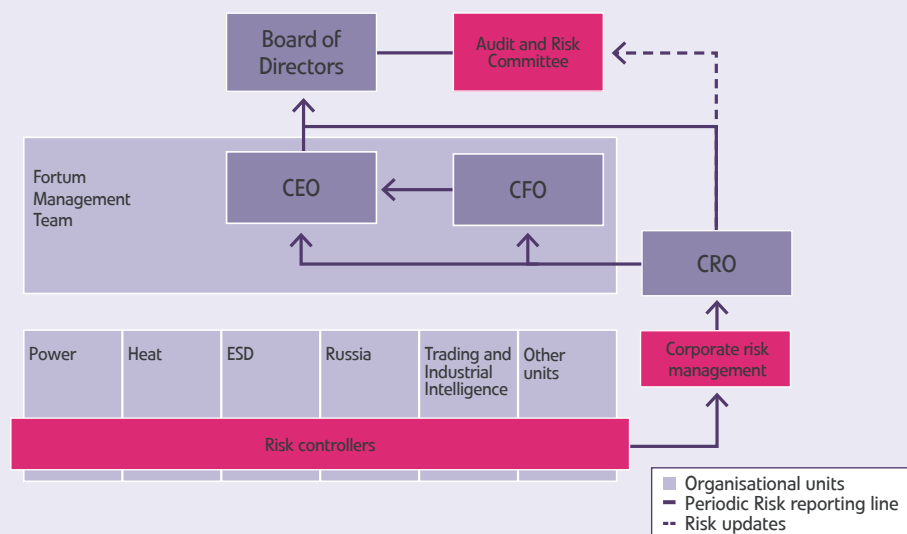 Board of
Directors
Audit and Risk
Committee
Fortum
Management
Team
CEO
CFO
CRO
Power
Heat
ESD
Russia
Trading and
Industrial
Intelligence
Other
units
Corporate risk
management
Risk controllers
Organisational units
Periodic Risk reporting line
Risk updates